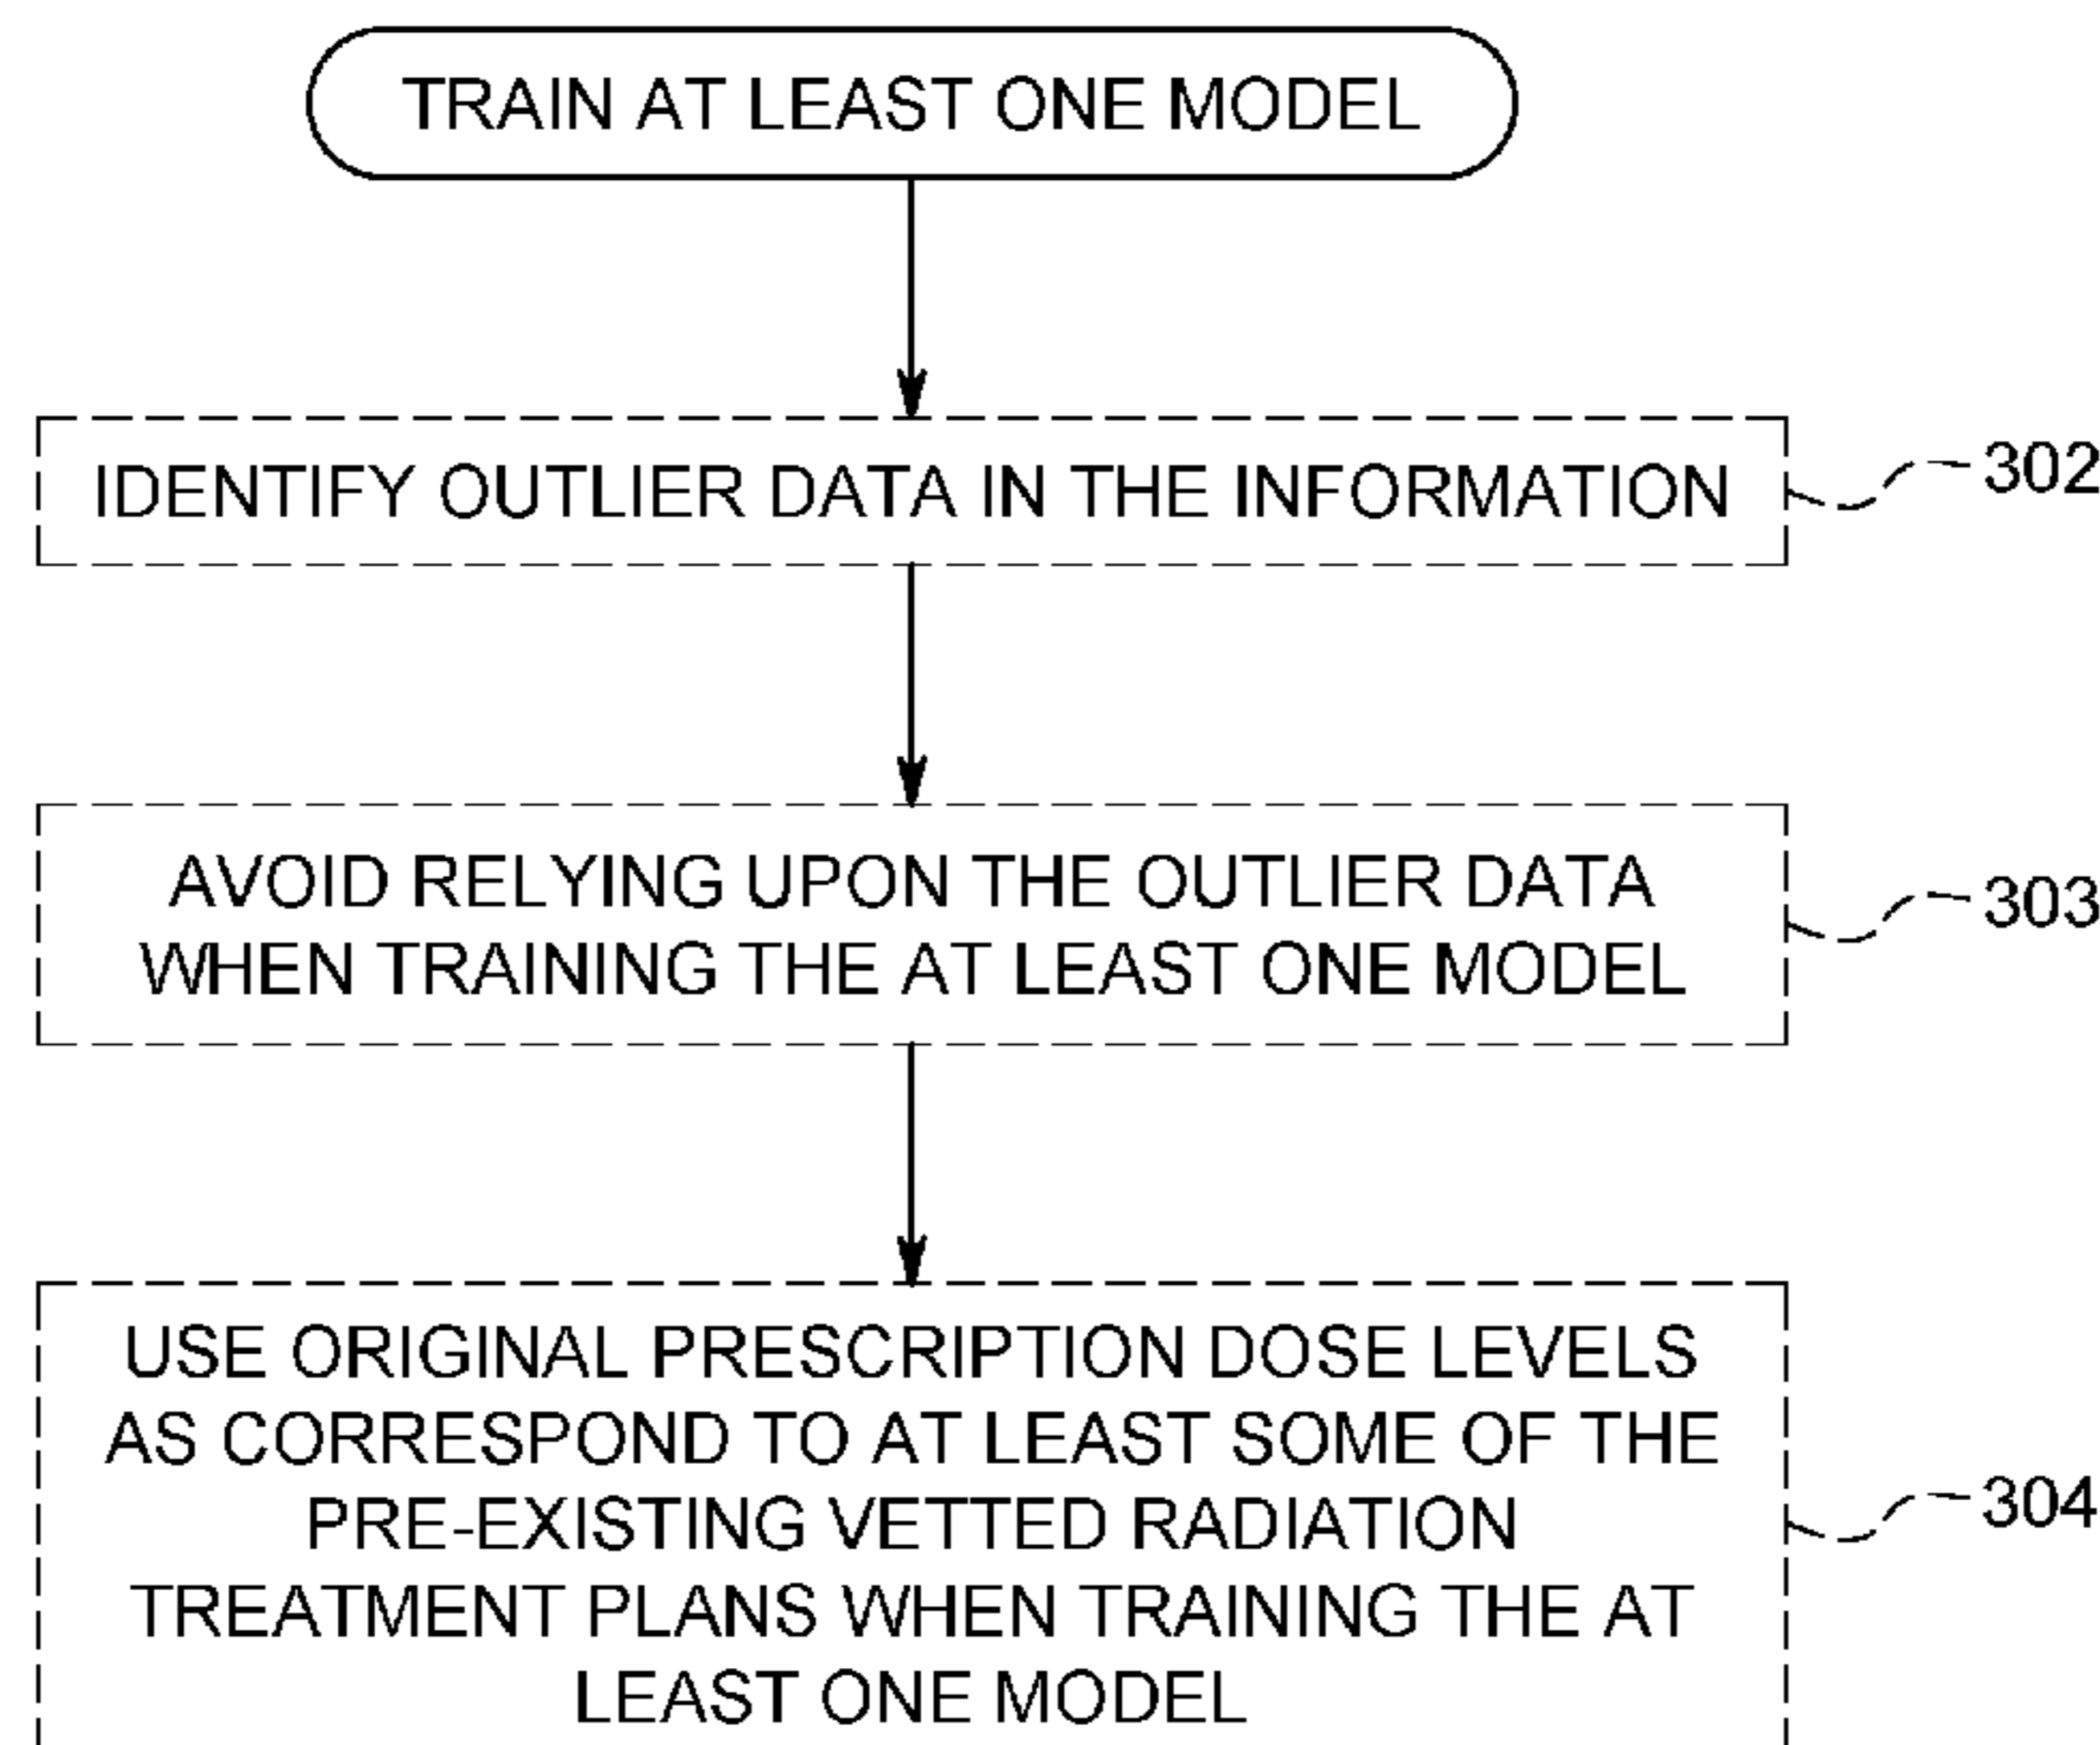 TRAIN AT LEAST ONE MODEL
IDENTIFY OUTLIER DATA IN THE INFORMATION
302
AVOID RELYING UPON THE OUTLIER DATA
WHEN TRAINING THE AT LEAST ONE MODEL
303
USE ORIGINAL PRESCRIPTION DOSE LEVELS
AS CORRESPOND TO AT LEAST SOME OF THE
PRE-EXISTING VETTED RADIATION
TREATMENT PLANS WHEN TRAINING THE AT
LEAST ONE MODEL
304